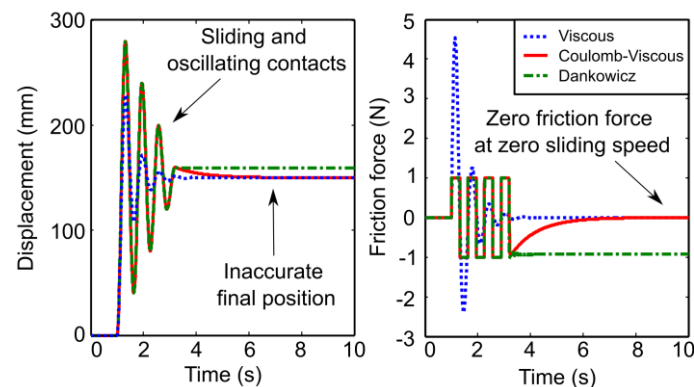 300
200
100
0
Displacement (mm)
Sliding and
oscillating contacts
Inaccurate
final position
0 2 4 6 8 10
Time (s)
5
4
3
2
1
0
-1
-2
-3
Friction force (N)
Viscous
Coulomb-Viscous
Dankowicz
Zero friction force
at zero sliding speed
0 2 4 6 8 10
Time (s)